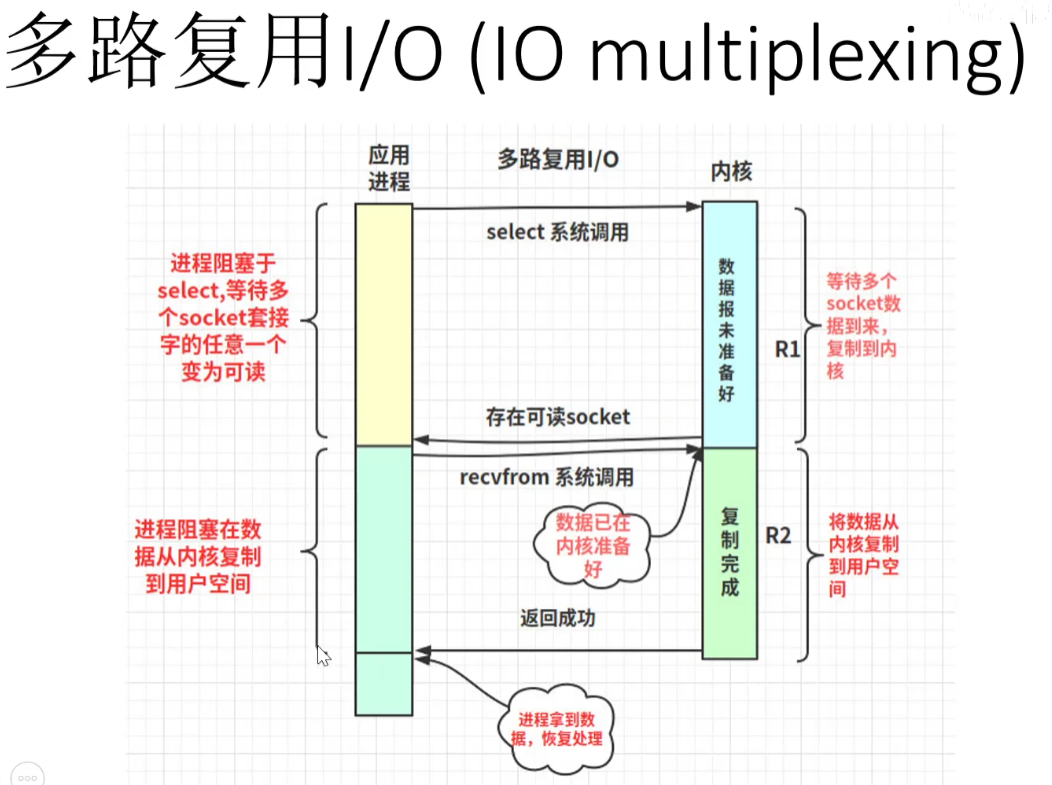 多路复用I/O (IO multiplexing)
应用
进程
多路复用I/O
内核
select 系统调用
进程阻塞于
select,等待多
个socket套接
字的任意一个
变为可读
数
据
报
未
准
备
好
R1
等待多个
socket数
据到来，
复制到内
核
存在可读socket
recvfrom 系统调用
数据已在
内核准备
好
进程阻塞在数
据从内核复制
到用户空间
复
制
完
成
R2
将数据从
内核复制
到用户空
间
返回成功
进程拿到数
据，恢复处理